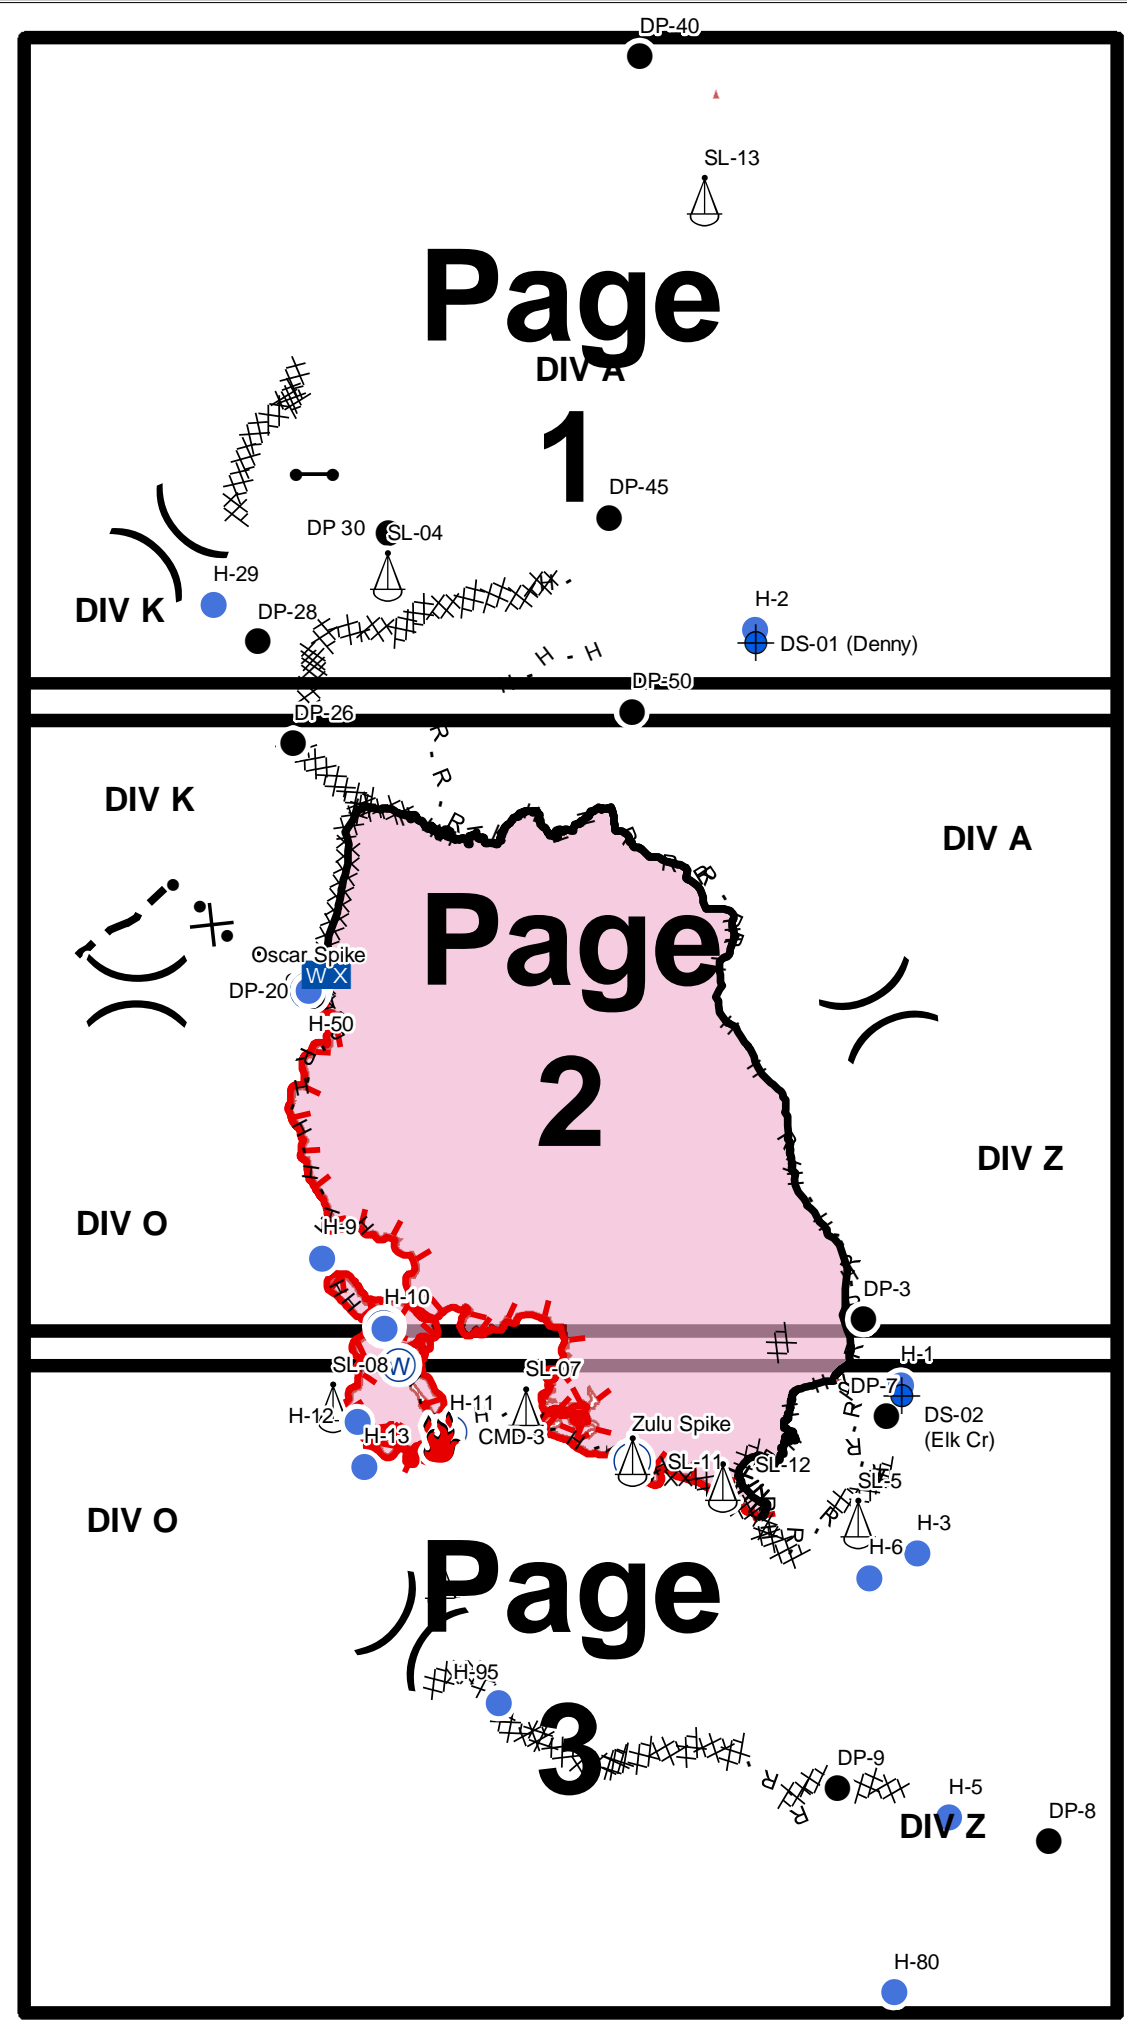 DP-40
SL-13
Page
DIV A
1
DP-45
DP 30
SL-04
H-29
DIV K
DP-28
H-2
DS-01 (Denny)
H - H
DP-50
DP-26
R
R
R
DIV K
DIV A
R
R
Page
2
Oscar Spike
W X
DP-20
H-50
R
H
H
H
DIV Z
DIV O
H-9
H
DP-3
H H
H-10
H-1
SL-08
W
SL-07
DP-7
H-12
H-11
H
DS-02
(Elk Cr)
H-13
CMD-3
Zulu Spike
R
R
SL-11
SL-12
SL-5
DIV O
R
R
H-3
H-6
Page
H-95
3
DP-9
R
R
H-5
DIV Z
DP-8
H-80